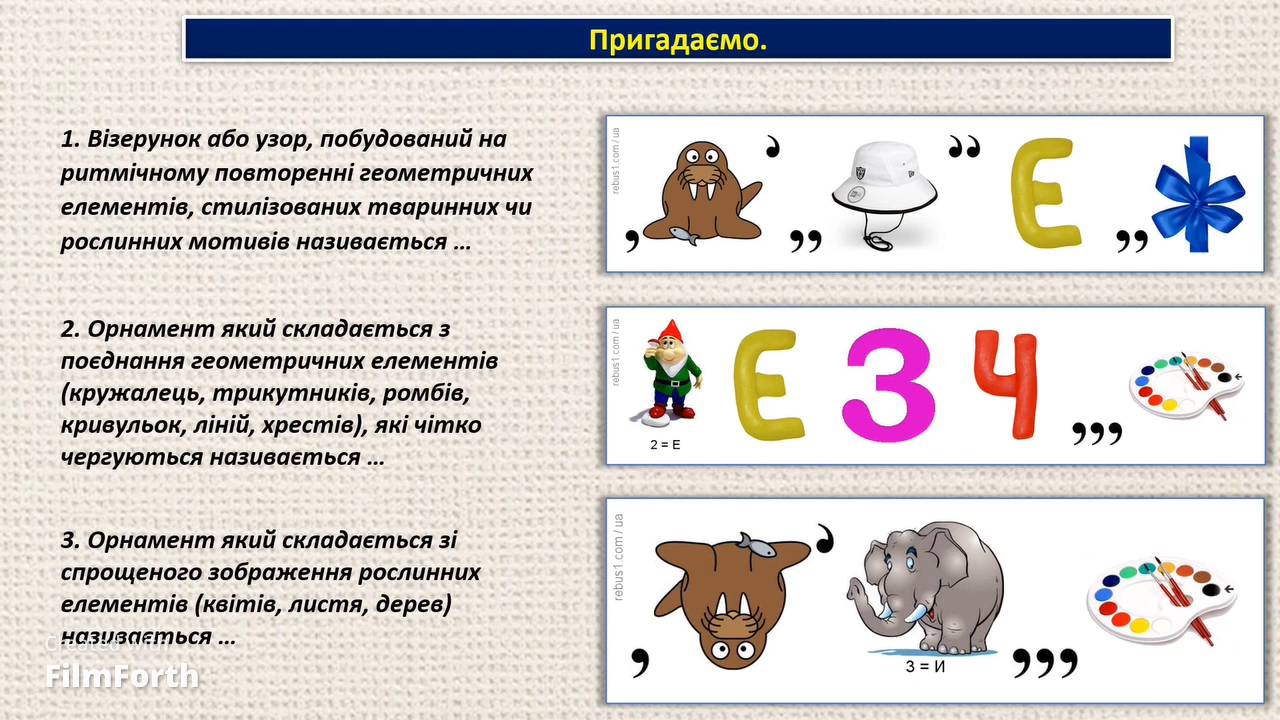 Пригадаємо.
1. Візерунок або узор, побудований на
ритмічному повторенні геометричних
елементів, стилізованих тваринних чи
рослинних мотивів називається ...
rebus1.com / ua
, ’ ,, ’’ Е ,,
2. Орнамент який складається з
поєднання геометричних елементів
(кружалець, трикутників, ромбів,
кривульок, ліній, хрестів), які чітко
чергуються називається ...
rebus1.com / ua
Е З Ч ,,,
2 = Е
3. Орнамент який складається зі
спрощеного зображення рослинних
елементів (квітів, листя, дерев)
називається ...
rebus1.com / ua
, ’ ,,,
3 = И
Created with
FilmForth